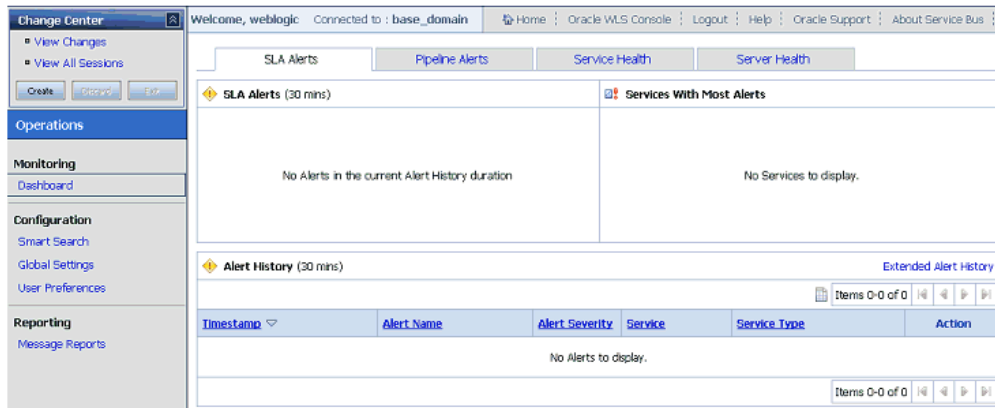 Change Center
View Changes
View All Sessions
Create Discard Exit
Operations
Monitoring
Dashboard
Configuration
Smart Search
Global Settings
User Preferences
Reporting
Message Reports
Welcome, weblogic Connected to : base_domain Home Oracle WLS Console Logout Help Oracle Support About Service Bus
SLA Alerts Pipeline Alerts Service Health Server Health
SLA Alerts (30 mins)
No Alerts in the current Alert History duration
Services With Most Alerts
No Services to display.
Alert History (30 mins) Extended Alert History
Items 0-0 of 0
Timestamp Alert Name Alert Severity Service Service Type Action
No Alerts to display.
Items 0-0 of 0